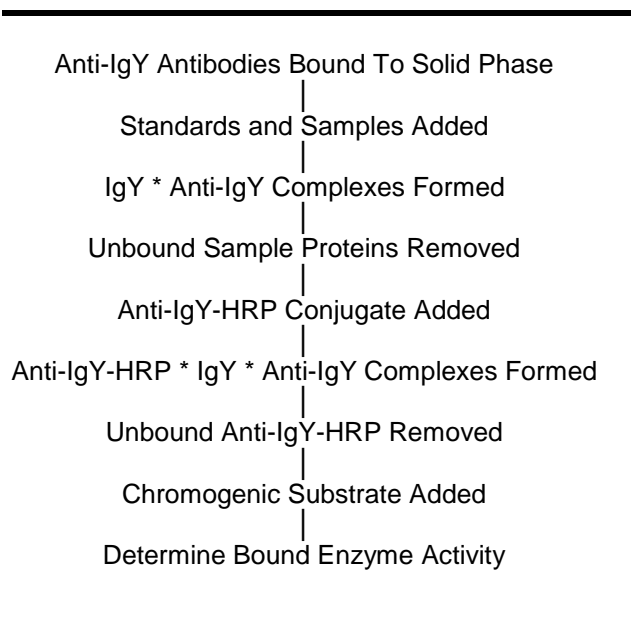 Anti-IgY Antibodies Bound To Solid Phase
Standards and Samples Added
IgY * Anti-IgY Complexes Formed
Unbound Sample Proteins Removed
Anti-IgY-HRP Conjugate Added
Anti-IgY-HRP * IgY * Anti-IgY Complexes Formed
Unbound Anti-IgY-HRP Removed
Chromogenic Substrate Added
Determine Bound Enzyme Activity